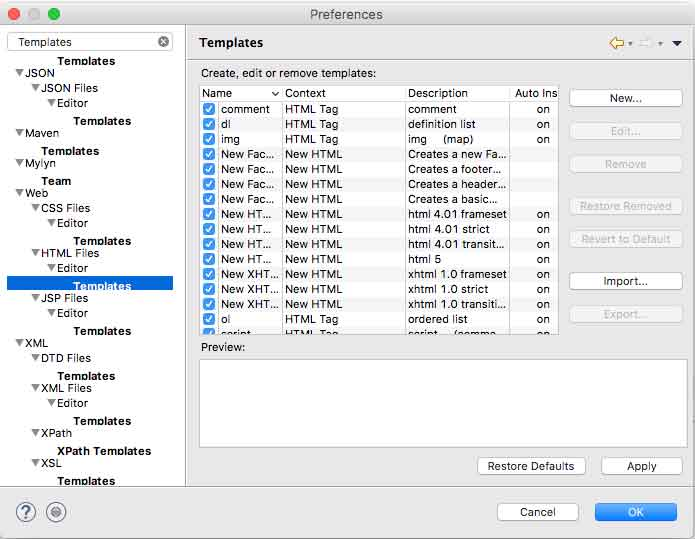 Preferences
Templates
Templates
JSON
JSON Files
Editor
Templates
Maven
Templates
Mylyn
Team
Web
CSS Files
Editor
Templates
HTML Files
Editor
Templates
JSP Files
Editor
Templates
XML
DTD Files
Templates
XML Files
Editor
Templates
XPath
XPath Templates
XSL
Templates
Templates
Create, edit or remove templates:
Name Context Description Auto Ins
comment HTML Tag comment on
dl HTML Tag definition list on
img HTML Tag img (map) on
New Fac... New HTML Creates a new Fa...
New Fac... New HTML Creates a footer...
New Fac... New HTML Creates a header...
New Fac... New HTML Creates a basic...
New HT... New HTML html 4.01 frameset on
New HT... New HTML html 4.01 strict on
New HT... New HTML html 4.01 transit... on
New HT... New HTML html 5 on
New XHT... New HTML xhtml 1.0 frameset on
New XHT... New HTML xhtml 1.0 strict on
New XHT... New HTML xhtml 1.0 transiti... on
ol HTML Tag ordered list on
script HTML Tag script (comme... on
New...
Edit...
Remove
Restore Removed
Revert to Default
Import...
Export...
Preview:
Restore Defaults Apply
? Cancel OK